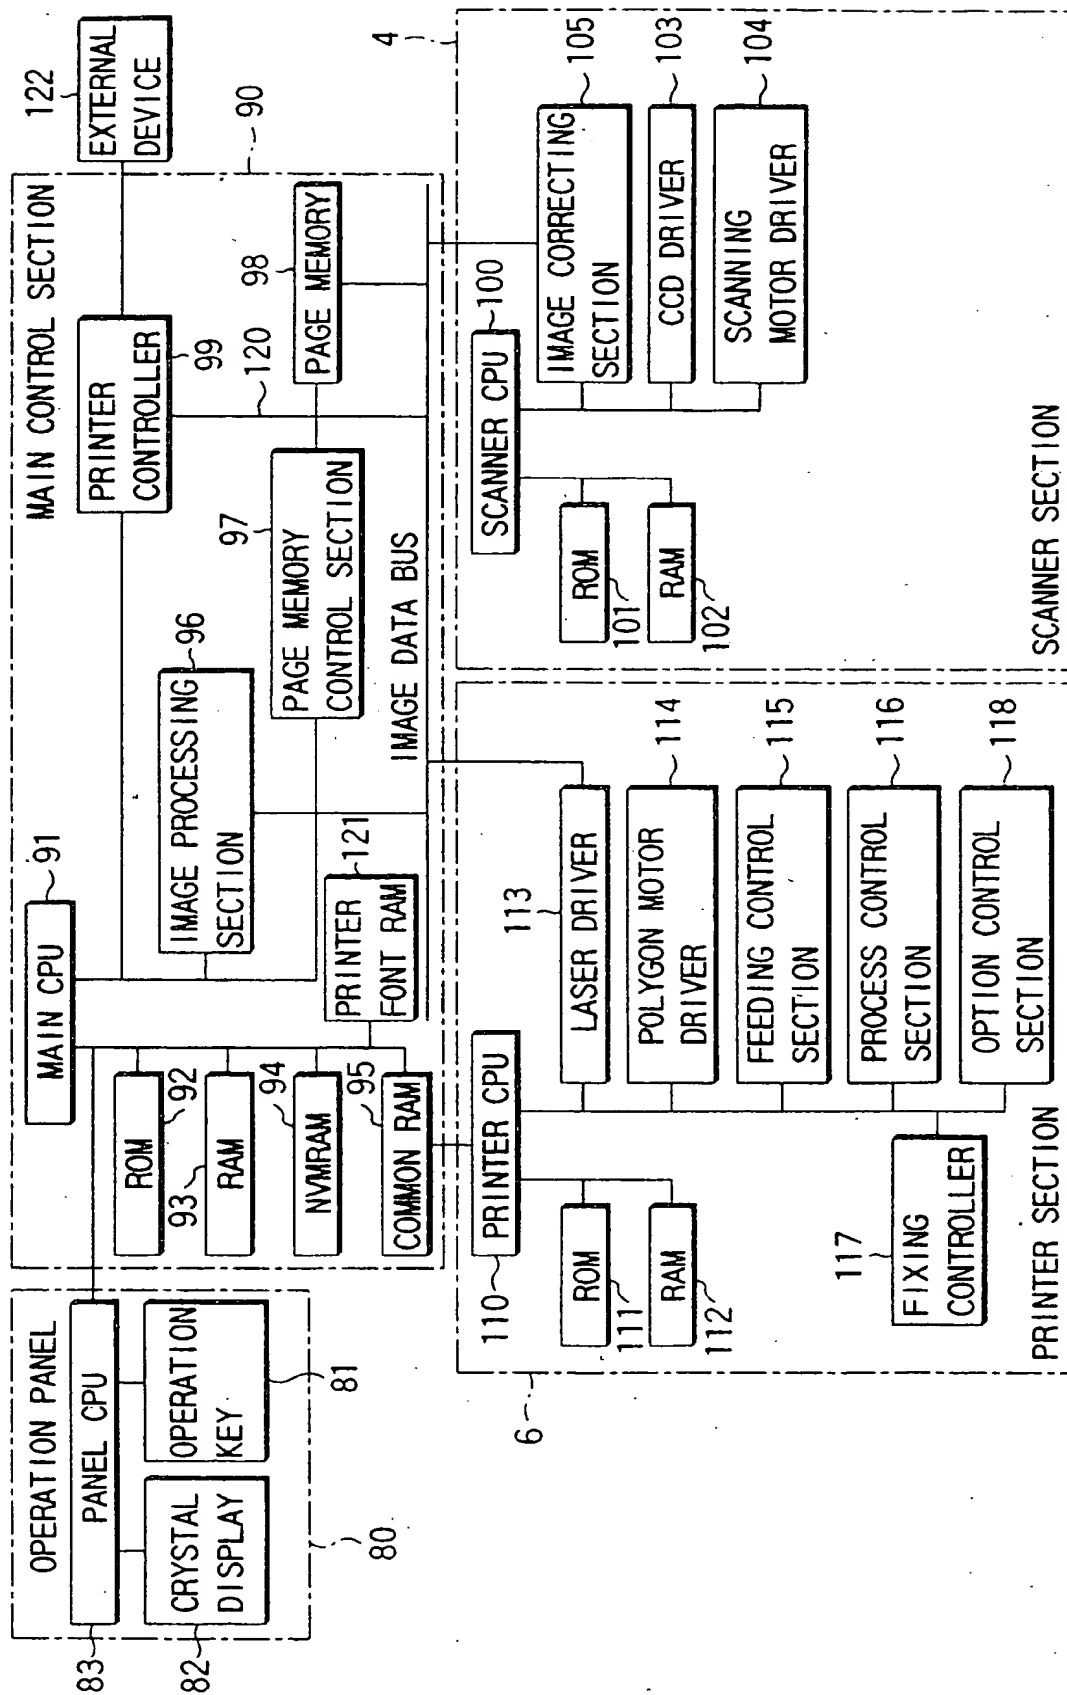 OPERATION PANEL
83
PANEL CPU
82
CRYSTAL
DISPLAY
OPERATION
KEY
81
80
MAIN CONTROL SECTION
MAIN CPU
91
ROM
92
93
RAM
94
NVMRAM
95
COMMON RAM
PRINTER
FONT RAM
121
IMAGE PROCESSING
SECTION
96
97
PAGE MEMORY
CONTROL SECTION
PRINTER
CONTROLLER
99
98
PAGE MEMORY
120
IMAGE DATA BUS
90
122
EXTERNAL
DEVICE
6
110
PRINTER CPU
ROM
111
RAM
112
113
LASER DRIVER
POLYGON MOTOR
DRIVER
114
FEEDING CONTROL
SECTION
115
PROCESS CONTROL
SECTION
116
117
FIXING
CONTROLLER
OPTION CONTROL
SECTION
118
PRINTER SECTION
4
SCANNER CPU
100
ROM
101
RAM
102
IMAGE CORRECTING
SECTION
105
CCD DRIVER
103
SCANNING
MOTOR DRIVER
104
SCANNER SECTION